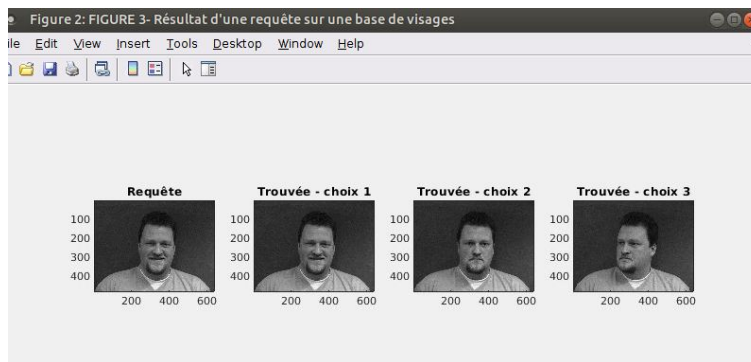 Figure 2: FIGURE 3- Résultat d'une requête sur une base de visages
ile Edit View Insert Tools Desktop Window Help
Requête Trouvée - choix 1 Trouvée - choix 2 Trouvée - choix 3
100 100 100 100
200 200 200 200
300 300 300 300
400 400 400 400
200 400 600 200 400 600 200 400 600 200 400 600